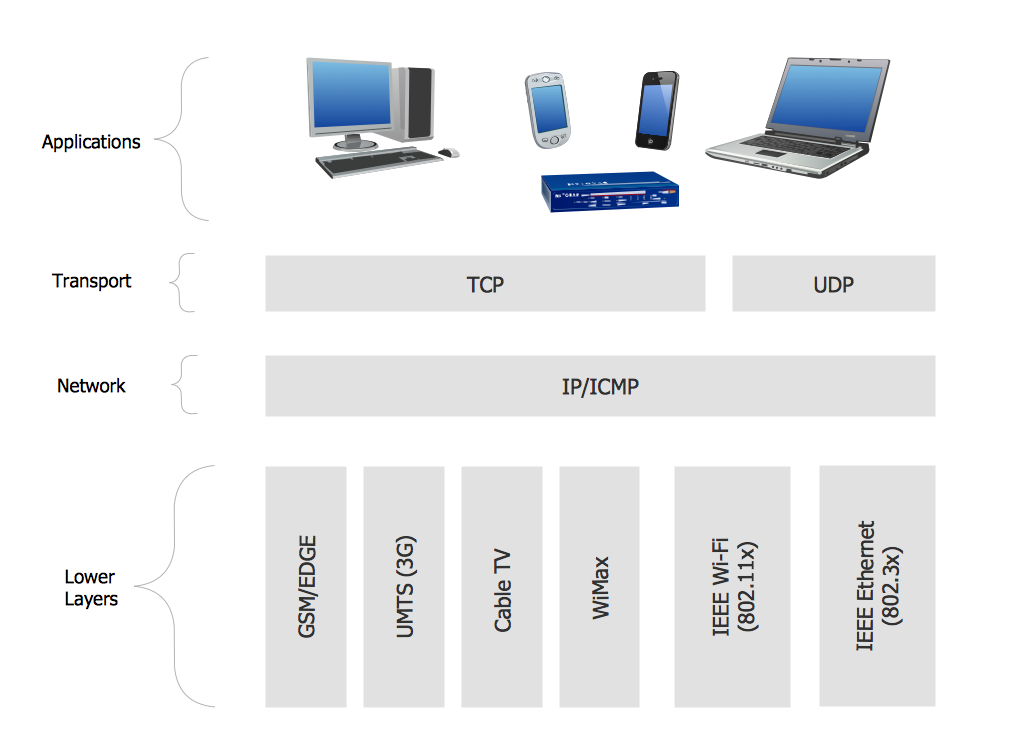 Applications
Transport
TCP
UDP
Network
IP/ICMP
Lower
Layers
GSM/EDGE
UMTS (3G)
Cable TV
WiMax
IEEE Wi-Fi
(802.11x)
IEEE Ethernet
(802.3x)